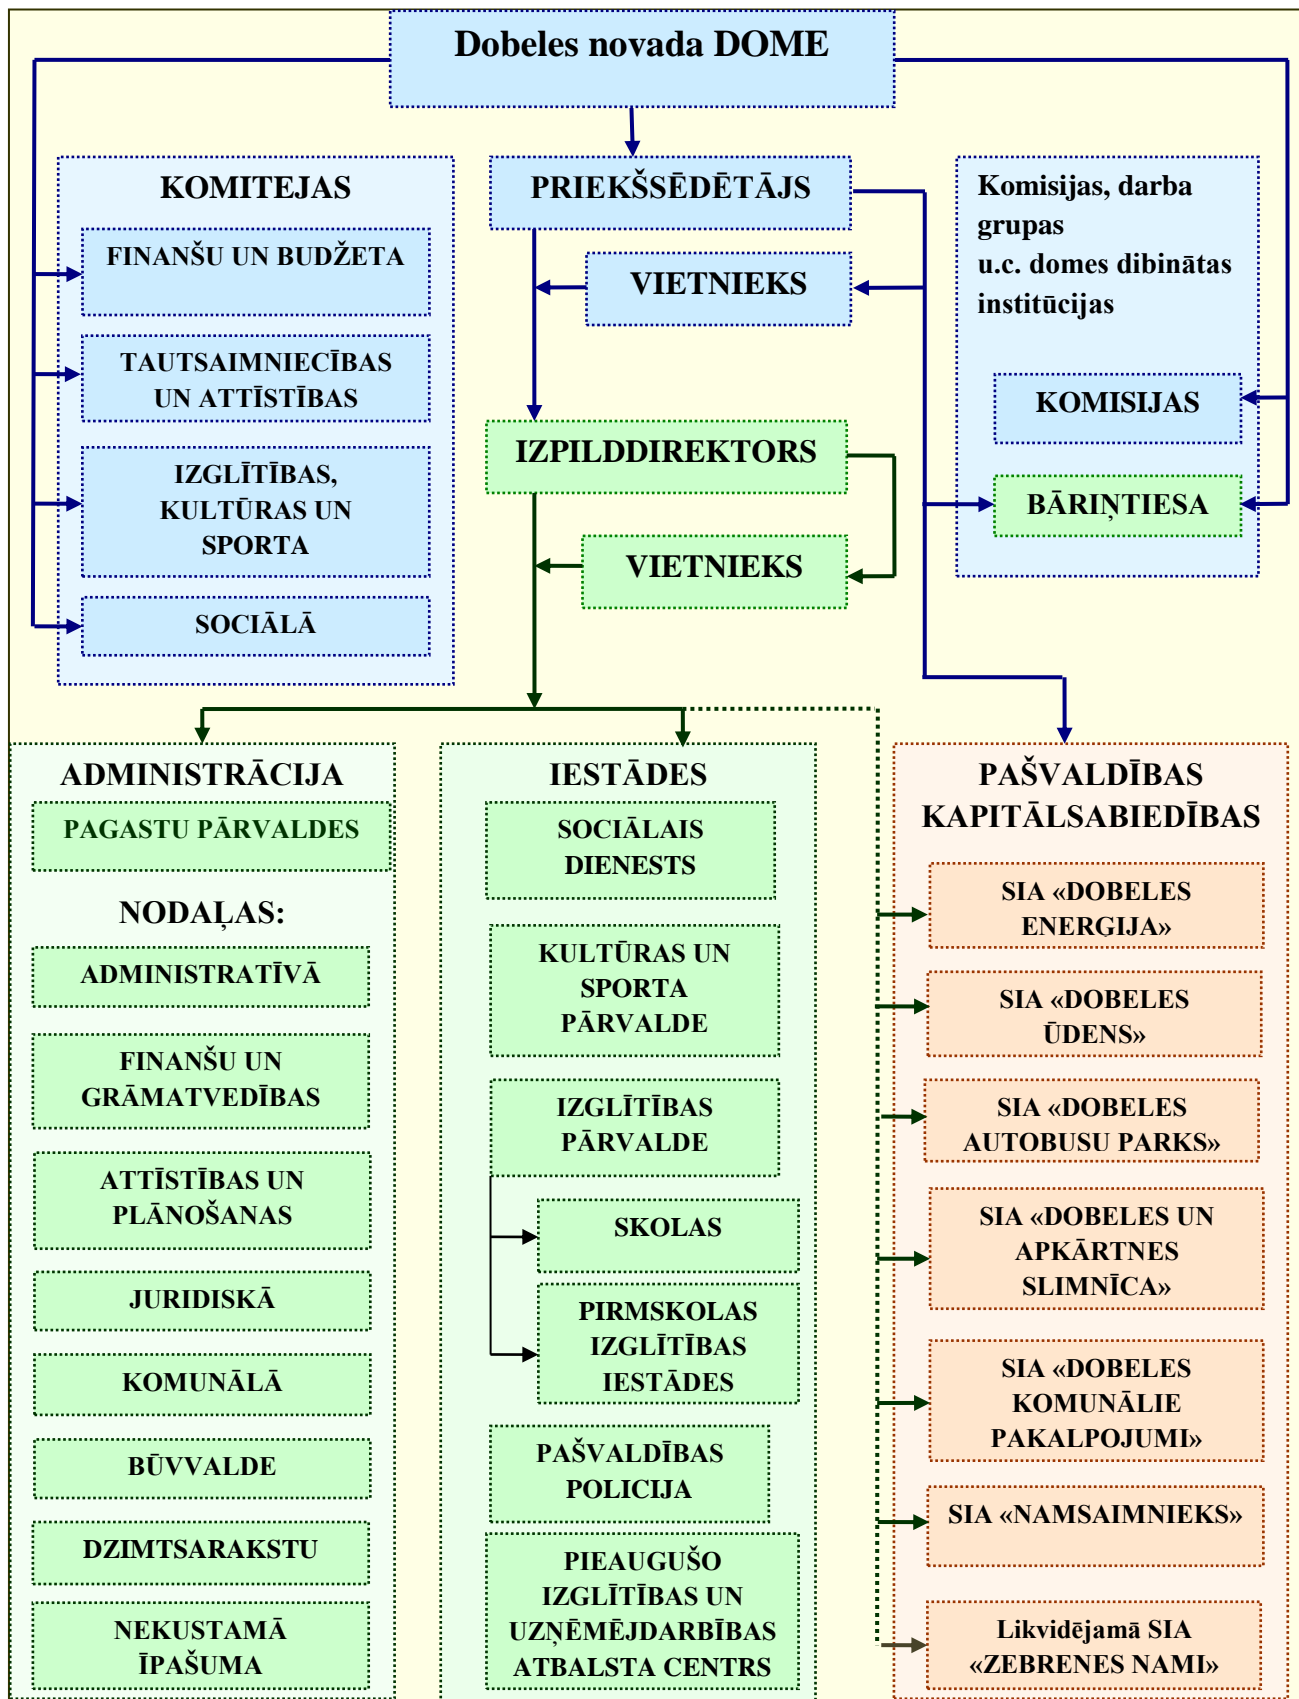 Dobeles novada DOME
KOMITEJAS
FINANŠU UN BUDŽETA
TAUTSAIMNIECĪBAS
UN ATTĪSTĪBAS
IZGLĪTĪBAS,
KULTŪRAS UN
SPORTA
SOCIĀLĀ
PRIEKŠSĒDĒTĀJS
VIETNIEKS
IZPILDDIREKTORS
VIETNIEKS
Komisijas, darba
grupas
u.c. domes dibinātas
institūcijas
KOMISIJAS
BĀRIŅTIESA
ADMINISTRĀCIJA
PAGASTU PĀRVALDES
NODAĻAS:
ADMINISTRATĪVĀ
FINANŠU UN
GRĀMATVEDĪBAS
ATTĪSTĪBAS UN
PLĀNOŠANAS
JURIDISKĀ
KOMUNĀLĀ
BŪVVALDE
DZIMTSARAKSTU
NEKUSTAMĀ
ĪPAŠUMA
IESTĀDES
SOCIĀLAIS
DIENESTS
KULTŪRAS UN
SPORTA
PĀRVALDE
IZGLĪTĪBAS
PĀRVALDE
SKOLAS
PIRMSKOLAS
IZGLĪTĪBAS
IESTĀDES
PAŠVALDĪBAS
POLICIJA
PIEAUGUŠO
IZGLĪTĪBAS UN
UZŅĒMĒJDARBĪBAS
ATBALSTA CENTRS
PAŠVALDĪBAS
KAPITĀLSABIEDĪBAS
SIA «DOBELES
ENERĢIJA»
SIA «DOBELES
ŪDENS»
SIA «DOBELES
AUTOBUSU PARKS»
SIA «DOBELES UN
APKĀRTNES
SLIMNĪCA»
SIA «DOBELES
KOMUNĀLIE
PAKALPOJUMI»
SIA «NAMSAIMNIEKS»
Likvidējamā SIA
«ZEBRENES NAMI»